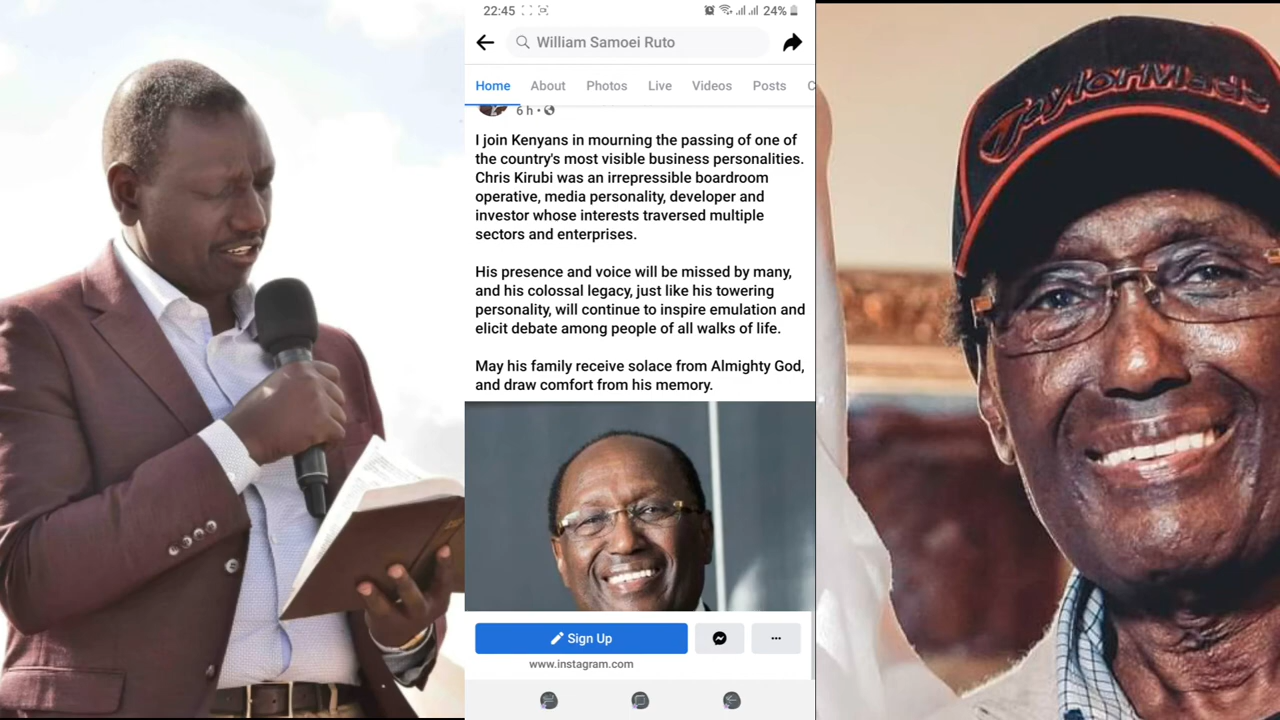 22:45
24%
William Samoei Ruto
Home About Photos Live Videos Posts C
6 h •
I join Kenyans in mourning the passing of one of
the country's most visible business personalities.
Chris Kirubi was an irrepressible boardroom
operative, media personality, developer and
investor whose interests traversed multiple
sectors and enterprises.
His presence and voice will be missed by many,
and his colossal legacy, just like his towering
personality, will continue to inspire emulation and
elicit debate among people of all walks of life.
May his family receive solace from Almighty God,
and draw comfort from his memory.
Sign Up
www.instagram.com
TaylorMade